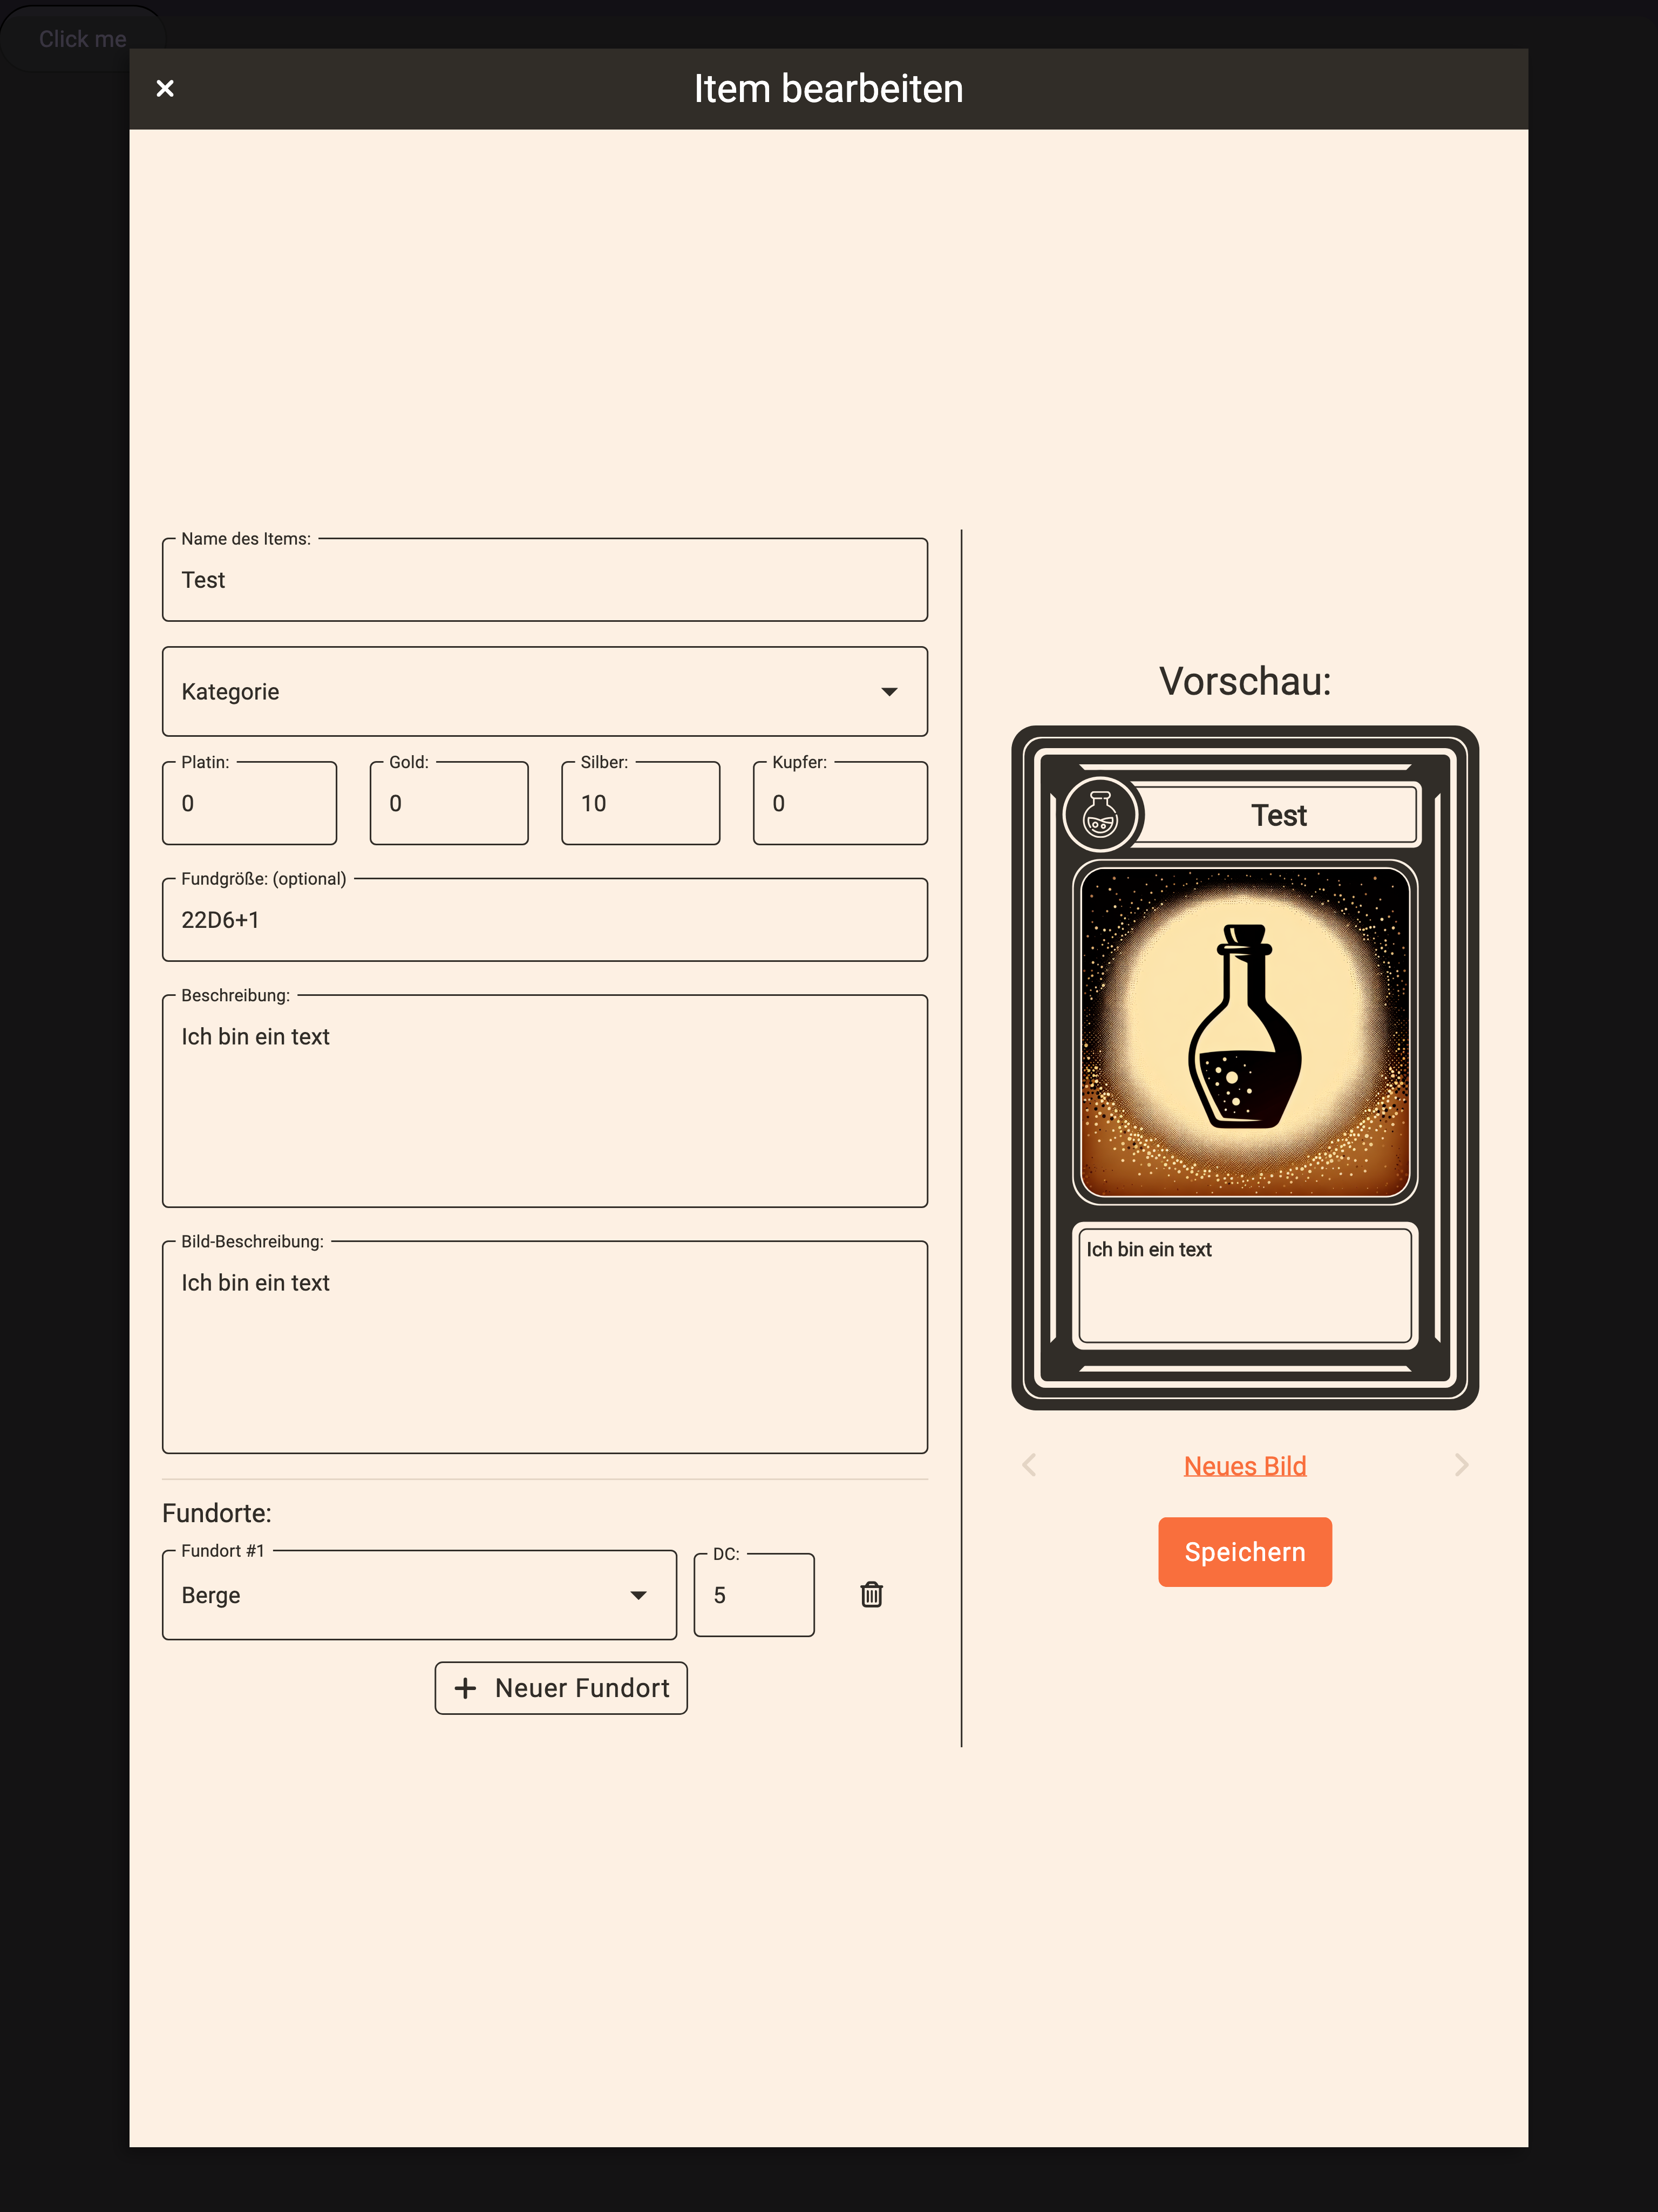 Click me
Item bearbeiten
Name des Items:
Test
Kategorie
Platin:
0
Gold:
0
Silber:
10
Kupfer:
0
Fundgröße: (optional)
22D6+1
Beschreibung:
Ich bin ein text
Bild-Beschreibung:
Ich bin ein text
Fundorte:
Fundort #1
Berge
DC:
5
Neuer Fundort
Vorschau:
Test
Ich bin ein text
Neues Bild
Speichern